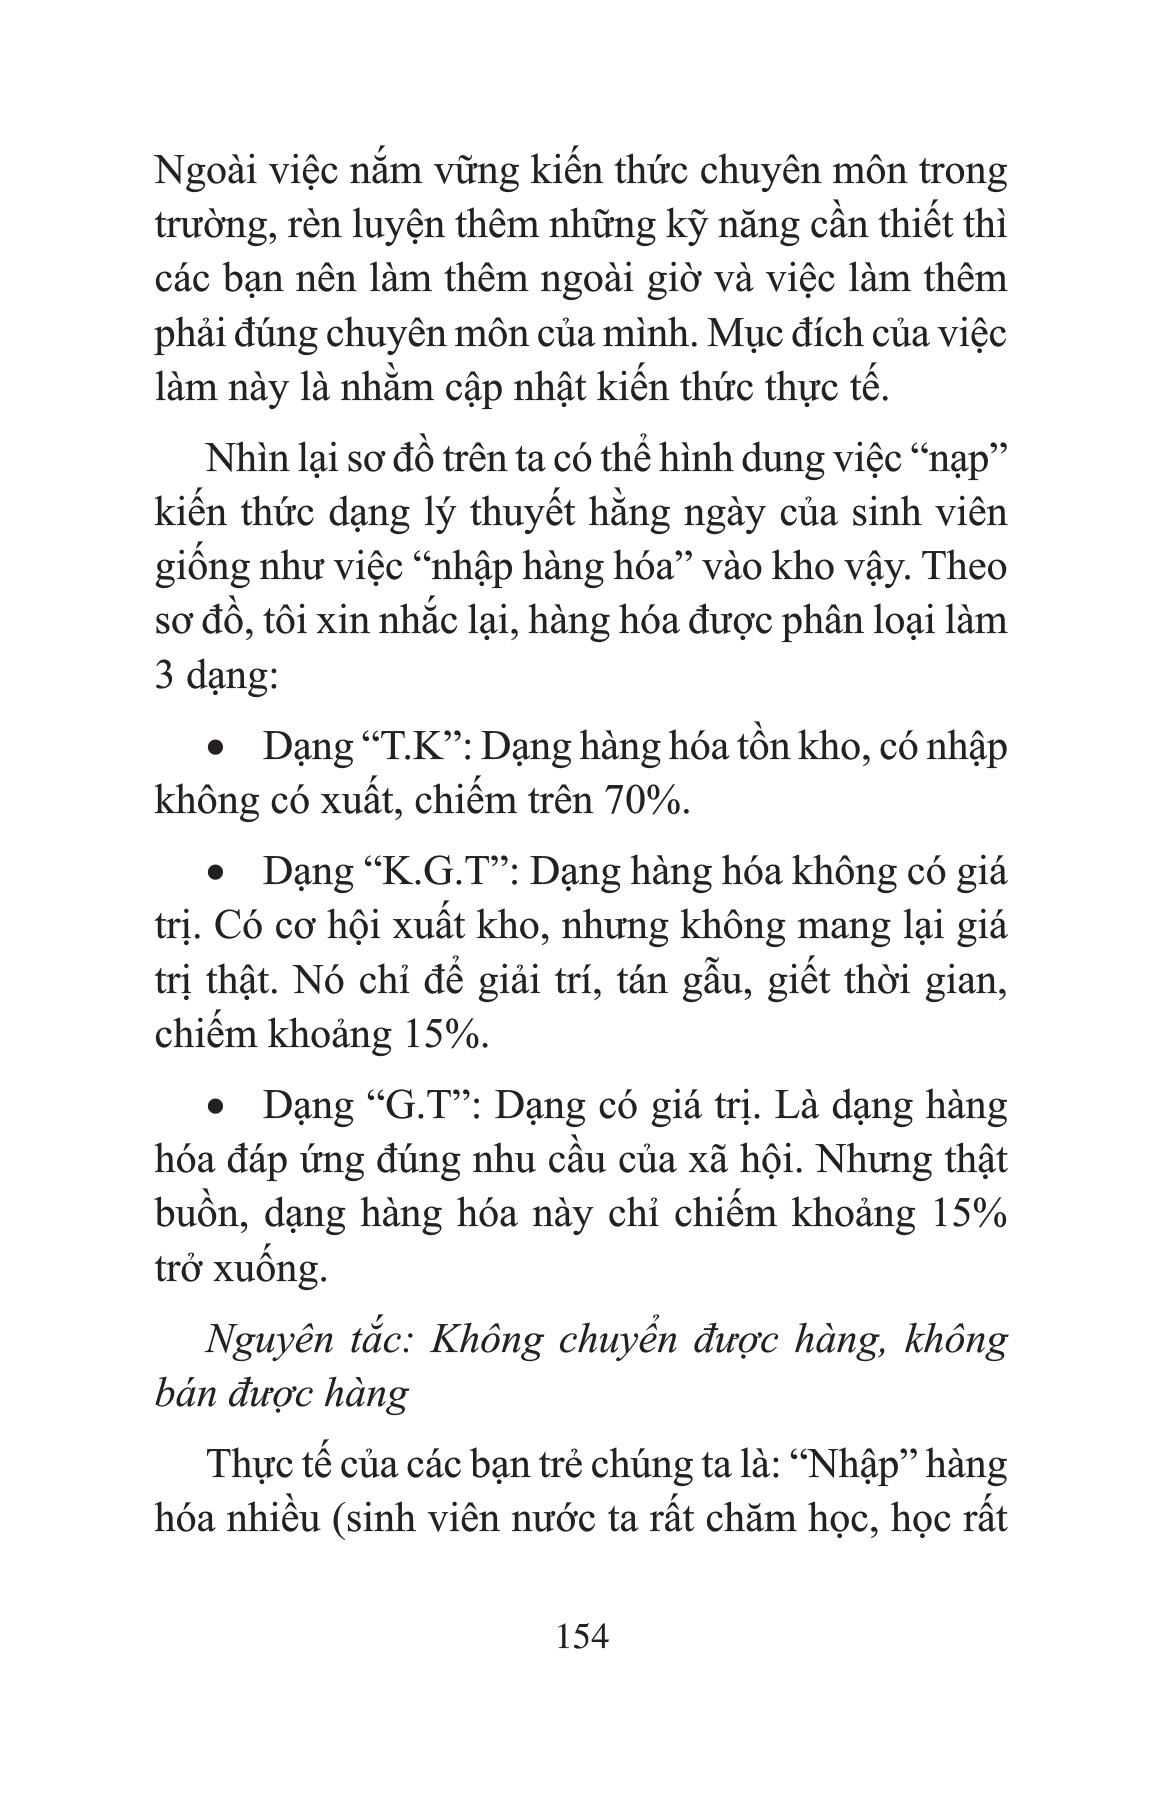 Ngoài việc nắm vững kiến thức chuyên môn trong
trường, rèn luyện thêm những kỹ năng cần thiết thì
các bạn nên làm thêm ngoài giờ và việc làm thêm
phải đúng chuyên môn của mình. Mục đích của việc
làm này là nhằm cập nhật kiến thức thực tế.
Nhìn lại sơ đồ trên ta có thể hình dung việc “nạp”
kiến thức dạng lý thuyết hằng ngày của sinh viên
giống như việc “nhập hàng hóa” vào kho vậy. Theo
sơ đồ, tôi xin nhắc lại, hàng hóa được phân loại làm
3 dạng:
• Dạng “T.K”: Dạng hàng hóa tồn kho, có nhập
không có xuất, chiếm trên 70%.
• Dạng “K.G.T”: Dạng hàng hóa không có giá
trị. Có cơ hội xuất kho, nhưng không mang lại giá
trị thật. Nó chỉ để giải trí, tán gẫu, giết thời gian,
chiếm khoảng 15%.
• Dạng “G.T”: Dạng có giá trị. Là dạng hàng
hóa đáp ứng đúng nhu cầu của xã hội. Nhưng thật
buồn, dạng hàng hóa này chỉ chiếm khoảng 15%
trở xuống.
Nguyên tắc: Không chuyển được hàng, không
bán được hàng
Thực tế của các bạn trẻ chúng ta là: “Nhập” hàng
hóa nhiều (sinh viên nước ta rất chăm học, học rất
154